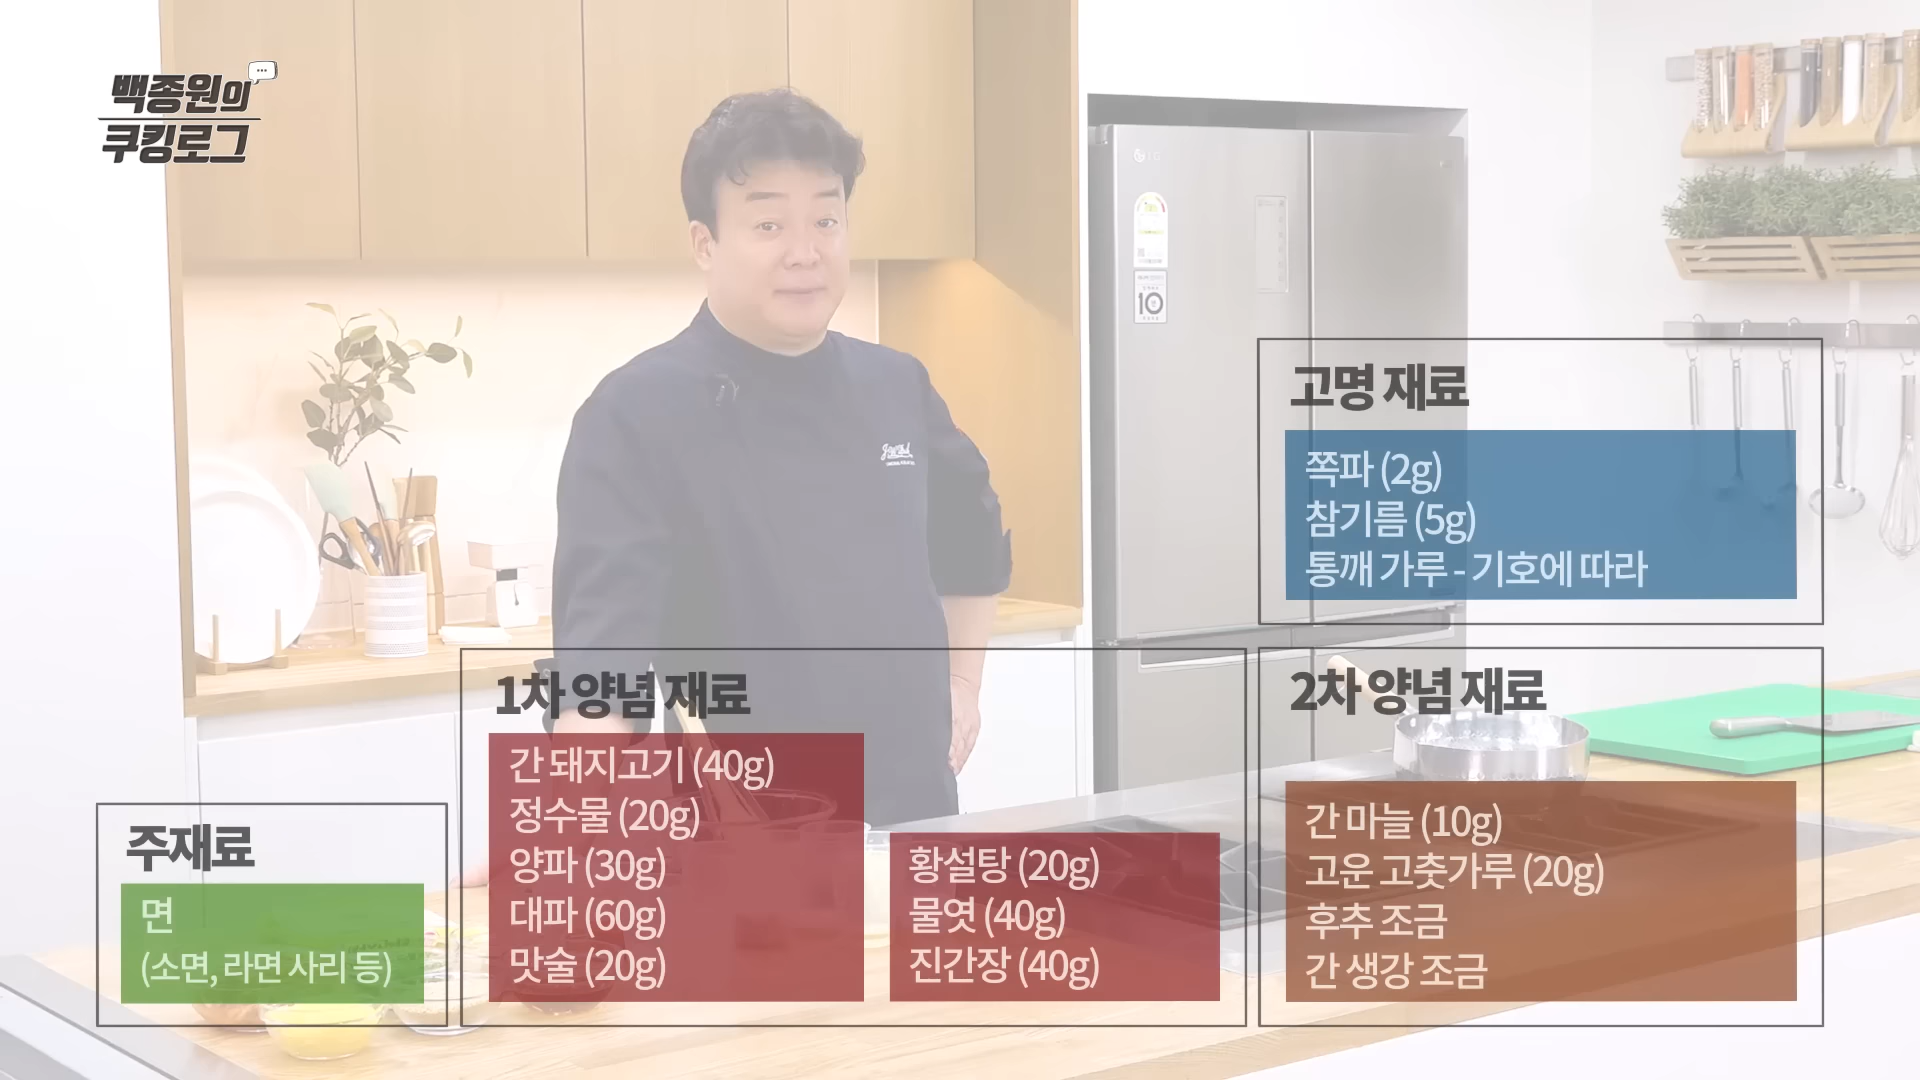 백종원의
쿠킹로그
10
고명 재료
쪽파 (2g)
참기름 (5g)
통깨 가루 - 기호에 따라
주재료
면
(소면, 라면 사리 등)
1차 양념 재료
간 돼지고기 (40g)
정수물 (20g)
양파 (30g)
대파 (60g)
맛술 (20g)
황설탕 (20g)
물엿 (40g)
진간장 (40g)
2차 양념 재료
간 마늘 (10g)
고운 고춧가루 (20g)
후추 조금
간 생강 조금